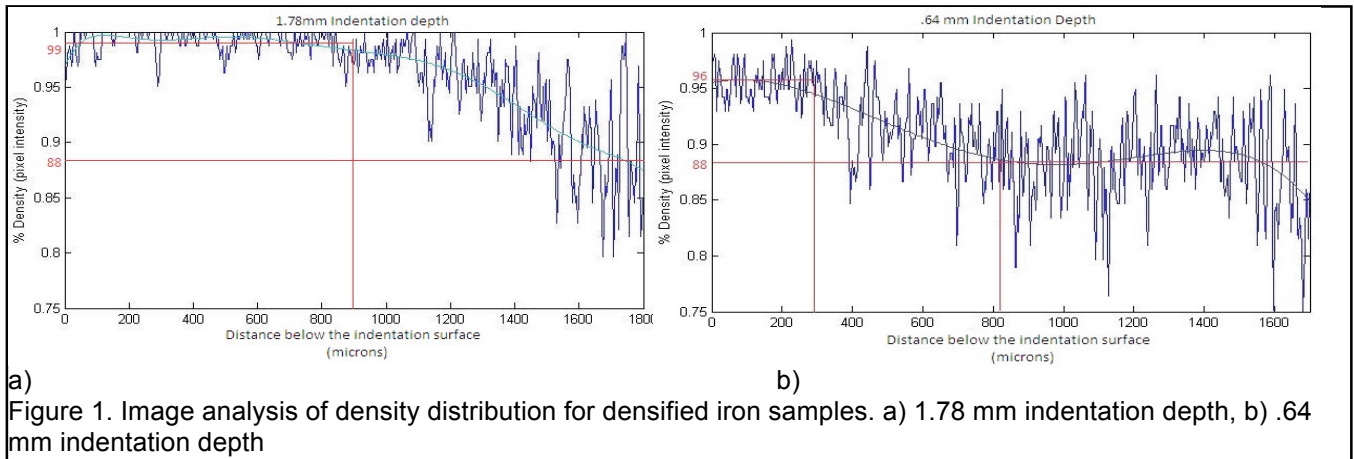 1.78mm Indentation depth
1
99
0.95
0.9
88
0.85
0.8
0.75
% Density (pixel intensity)
0 200 400 600 800 1000 1200 1400 1600 180(
Distance below the indentation surface
(microns)
a)
.64 mm Indentation Depth
1
96
0.95
0.9
88
0.85
0.8
0.75
% Density (pixel intensity)
0 200 400 600 800 1000 1200 1400 1600
Distance below the indentation surface
(microns)
b)
Figure 1. Image analysis of density distribution for densified iron samples. a) 1.78 mm indentation depth, b) .64
mm indentation depth